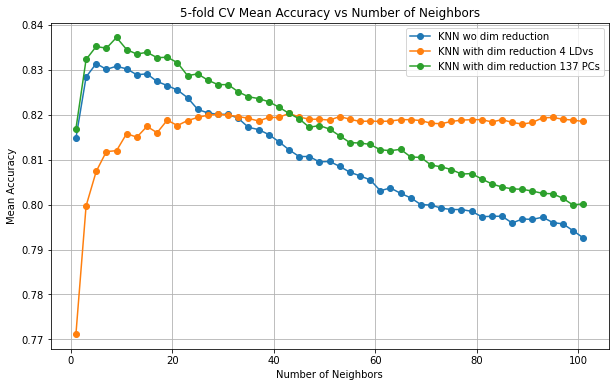 5-fold CV Mean Accuracy vs Number of Neighbors
KNN wo dim reduction
KNN with dim reduction 4 LDvs
KNN with dim reduction 137 PCs
Mean Accuracy
0.84
0.83
0.82
0.81
0.80
0.79
0.78
0.77
0 20 40 60 80 100
Number of Neighbors